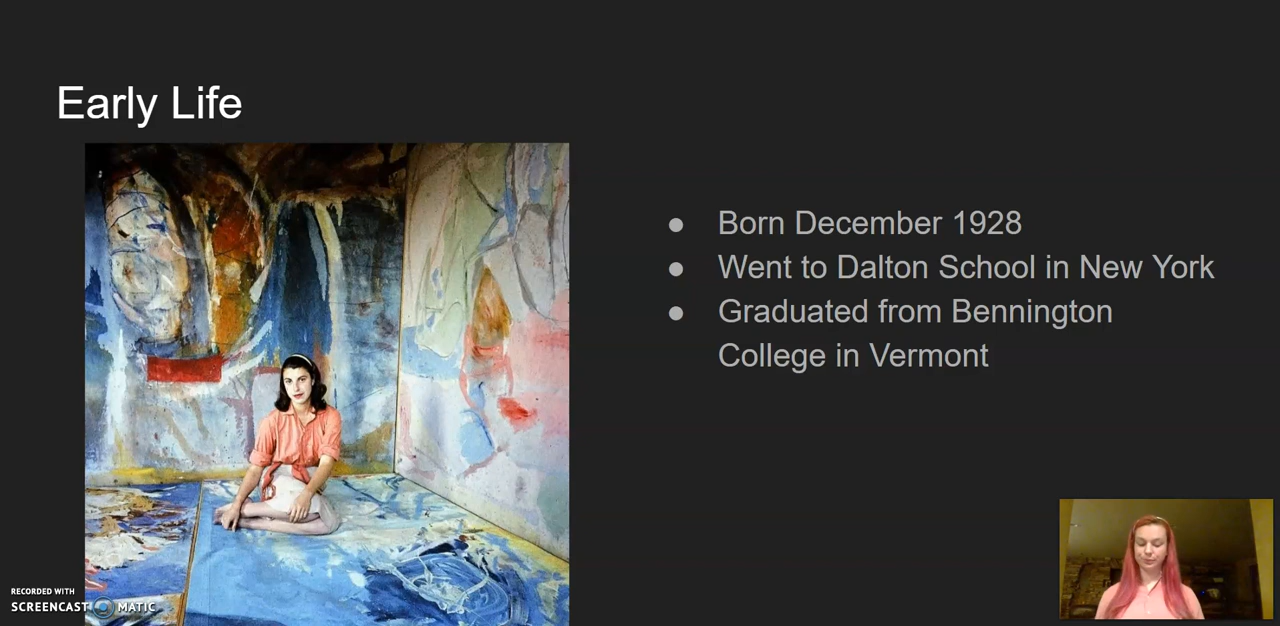 Early Life
● Born December 1928
● Went to Dalton School in New York
● Graduated from Bennington
College in Vermont
RECORDED WITH
SCREENCAST MATIC